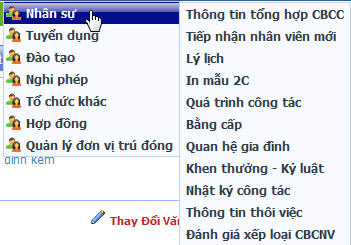 Nhân sự
Tuyển dụng
Đào tạo
Nghỉ phép
Tổ chức khác
Hợp đồng
Quản lý đơn vị trú đóng
đính kèm
Thay Đổi Văn
Thông tin tổng hợp CBCC
Tiếp nhận nhân viên mới
Lý lịch
In mẫu 2C
Quá trình công tác
Bằng cấp
Quan hệ gia đình
Khen thưởng - Kỷ luật
Nhật ký công tác
Thông tin thôi việc
Đánh giá xếp loại CBCNV